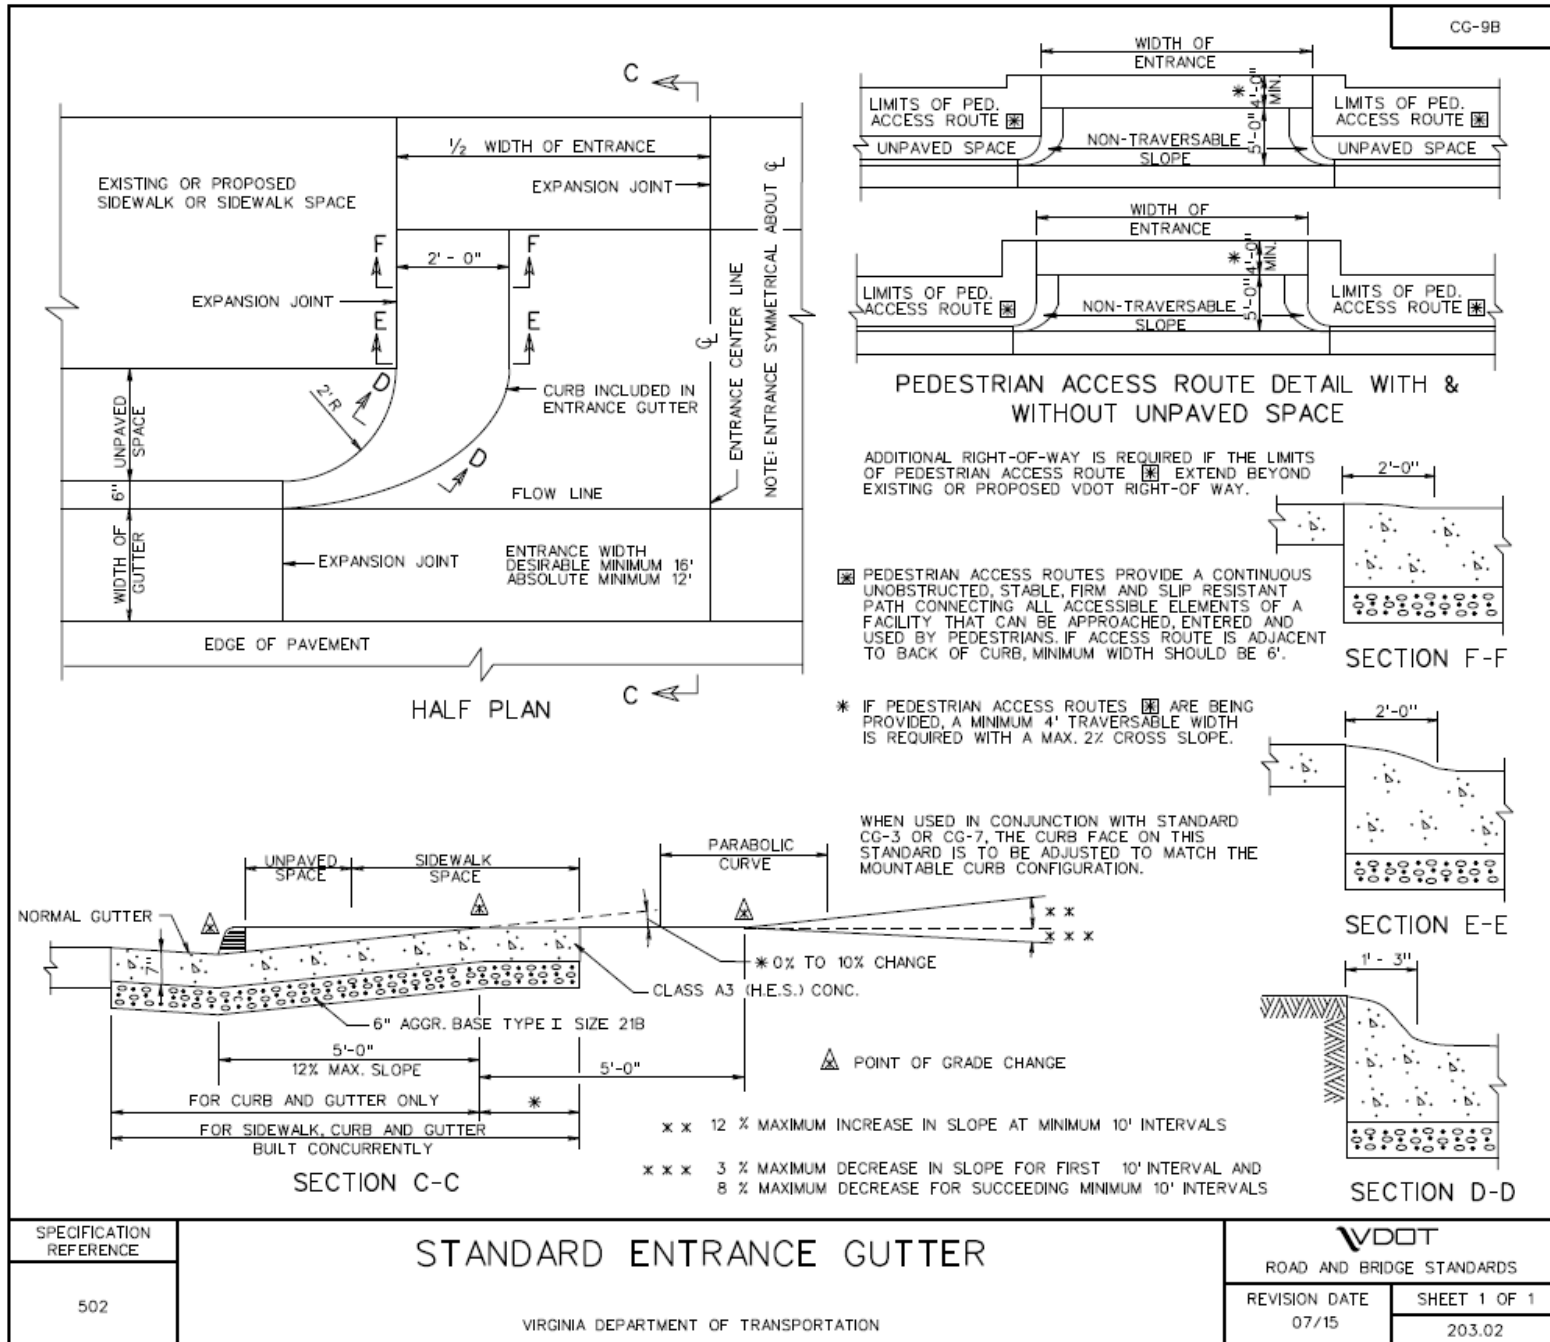 CG-9B
C
½ WIDTH OF ENTRANCE
EXISTING OR PROPOSED
SIDEWALK OR SIDEWALK SPACE
EXPANSION JOINT
F
F
2'-0"
EXPANSION JOINT
E
E
D
2'R
CURB INCLUDED IN
ENTRANCE GUTTER
D
UNPAVED
SPACE
6"
FLOW LINE
WIDTH OF
GUTTER
EXPANSION JOINT
ENTRANCE WIDTH
DESIRABLE MINIMUM 16'
ABSOLUTE MINIMUM 12'
℄
ENTRANCE CENTER LINE
NOTE: ENTRANCE SYMMETRICAL ABOUT ℄
EDGE OF PAVEMENT
C
HALF PLAN
WIDTH OF
ENTRANCE
LIMITS OF PED.
ACCESS ROUTE ⊠
* 4'-0"
MIN.
LIMITS OF PED.
ACCESS ROUTE ⊠
UNPAVED SPACE
NON-TRAVERSABLE
SLOPE
5'-0"
UNPAVED SPACE
WIDTH OF
ENTRANCE
* 4'-0"
MIN.
LIMITS OF PED.
ACCESS ROUTE ⊠
NON-TRAVERSABLE
SLOPE
5'-0"
LIMITS OF PED.
ACCESS ROUTE ⊠
PEDESTRIAN ACCESS ROUTE DETAIL WITH &
WITHOUT UNPAVED SPACE
ADDITIONAL RIGHT-OF-WAY IS REQUIRED IF THE LIMITS
OF PEDESTRIAN ACCESS ROUTE ⊠ EXTEND BEYOND
EXISTING OR PROPOSED VDOT RIGHT-OF WAY.
⊠ PEDESTRIAN ACCESS ROUTES PROVIDE A CONTINUOUS
UNOBSTRUCTED, STABLE, FIRM AND SLIP RESISTANT
PATH CONNECTING ALL ACCESSIBLE ELEMENTS OF A
FACILITY THAT CAN BE APPROACHED, ENTERED AND
USED BY PEDESTRIANS. IF ACCESS ROUTE IS ADJACENT
TO BACK OF CURB, MINIMUM WIDTH SHOULD BE 6'.
* IF PEDESTRIAN ACCESS ROUTES ⊠ ARE BEING
PROVIDED, A MINIMUM 4' TRAVERSABLE WIDTH
IS REQUIRED WITH A MAX. 2% CROSS SLOPE.
WHEN USED IN CONJUNCTION WITH STANDARD
CG-3 OR CG-7, THE CURB FACE ON THIS
STANDARD IS TO BE ADJUSTED TO MATCH THE
MOUNTABLE CURB CONFIGURATION.
2'-0"
SECTION F-F
2'-0"
SECTION E-E
1'-3"
SECTION D-D
UNPAVED
SPACE
SIDEWALK
SPACE
PARABOLIC
CURVE
NORMAL GUTTER
7"
* *
* * *
* 0% TO 10% CHANGE
CLASS A3 (H.E.S.) CONC.
6" AGGR. BASE TYPE I SIZE 21B
5'-0"
12% MAX. SLOPE
5'-0"
POINT OF GRADE CHANGE
FOR CURB AND GUTTER ONLY
*
FOR SIDEWALK, CURB AND GUTTER
BUILT CONCURRENTLY
SECTION C-C
* * 12 % MAXIMUM INCREASE IN SLOPE AT MINIMUM 10' INTERVALS
* * * 3 % MAXIMUM DECREASE IN SLOPE FOR FIRST 10' INTERVAL AND
8 % MAXIMUM DECREASE FOR SUCCEEDING MINIMUM 10' INTERVALS
SPECIFICATION
REFERENCE
502
STANDARD ENTRANCE GUTTER
VIRGINIA DEPARTMENT OF TRANSPORTATION
VDOT
ROAD AND BRIDGE STANDARDS
REVISION DATE
07/15
SHEET 1 OF 1
203.02